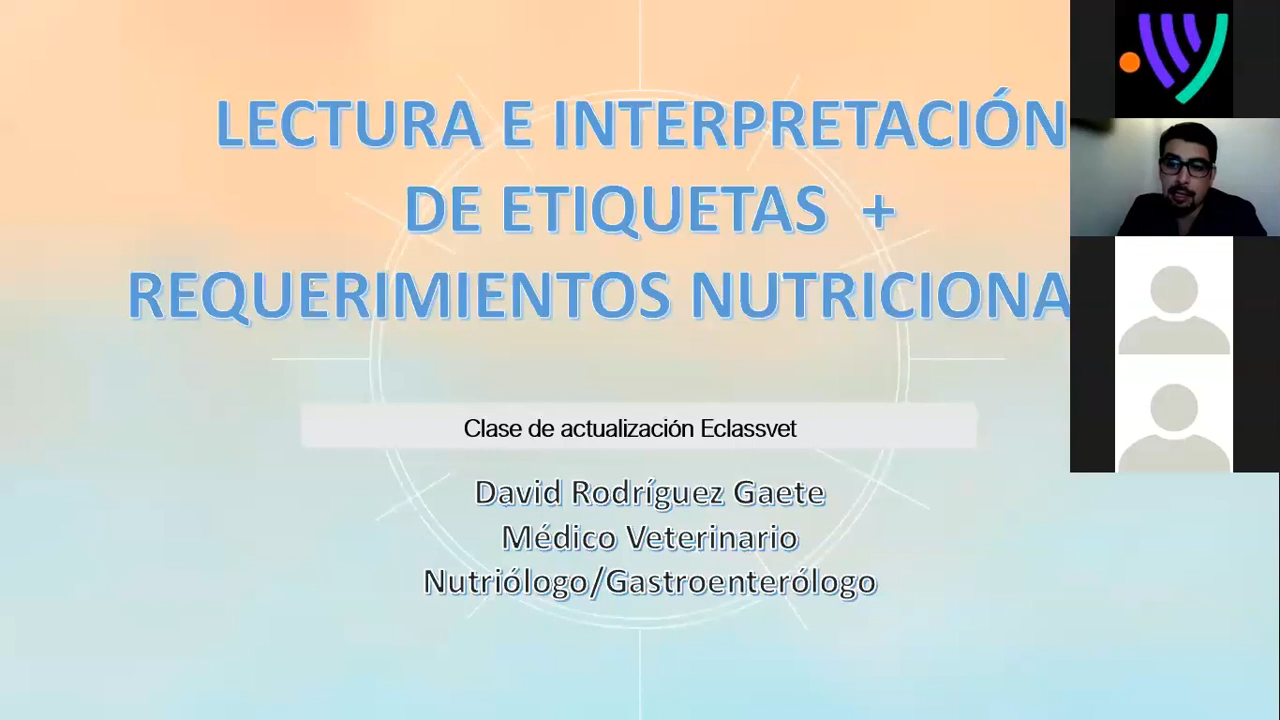 LECTURA E INTERPRETACIÓN
DE ETIQUETAS +
REQUERIMIENTOS NUTRICIONA
Clase de actualización Eclassvet
David Rodríguez Gaete
Médico Veterinario
Nutriólogo/Gastroenterólogo